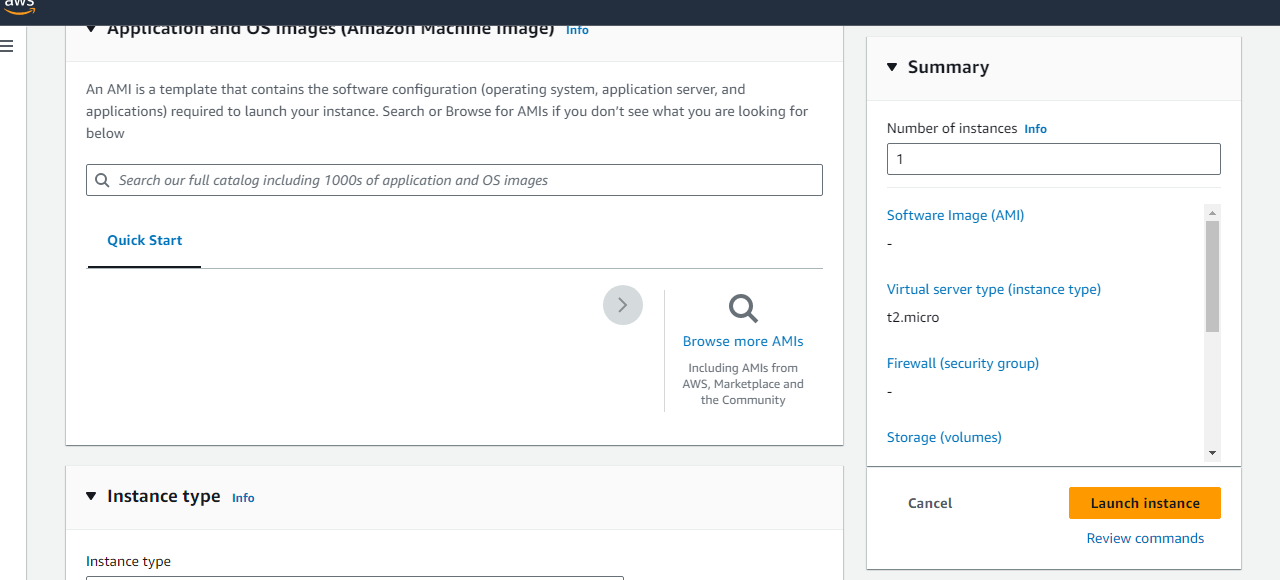 aws
Application and OS Images (Amazon Machine Image) Info
An AMI is a template that contains the software configuration (operating system, application server, and
applications) required to launch your instance. Search or Browse for AMIs if you don’t see what you are looking for
below
Search our full catalog including 1000s of application and OS images
Quick Start
Browse more AMIs
Including AMIs from
AWS, Marketplace and
the Community
Instance type Info
Instance type
Summary
Number of instances Info
1
Software Image (AMI)
-
Virtual server type (instance type)
t2.micro
Firewall (security group)
-
Storage (volumes)
Cancel
Launch instance
Review commands